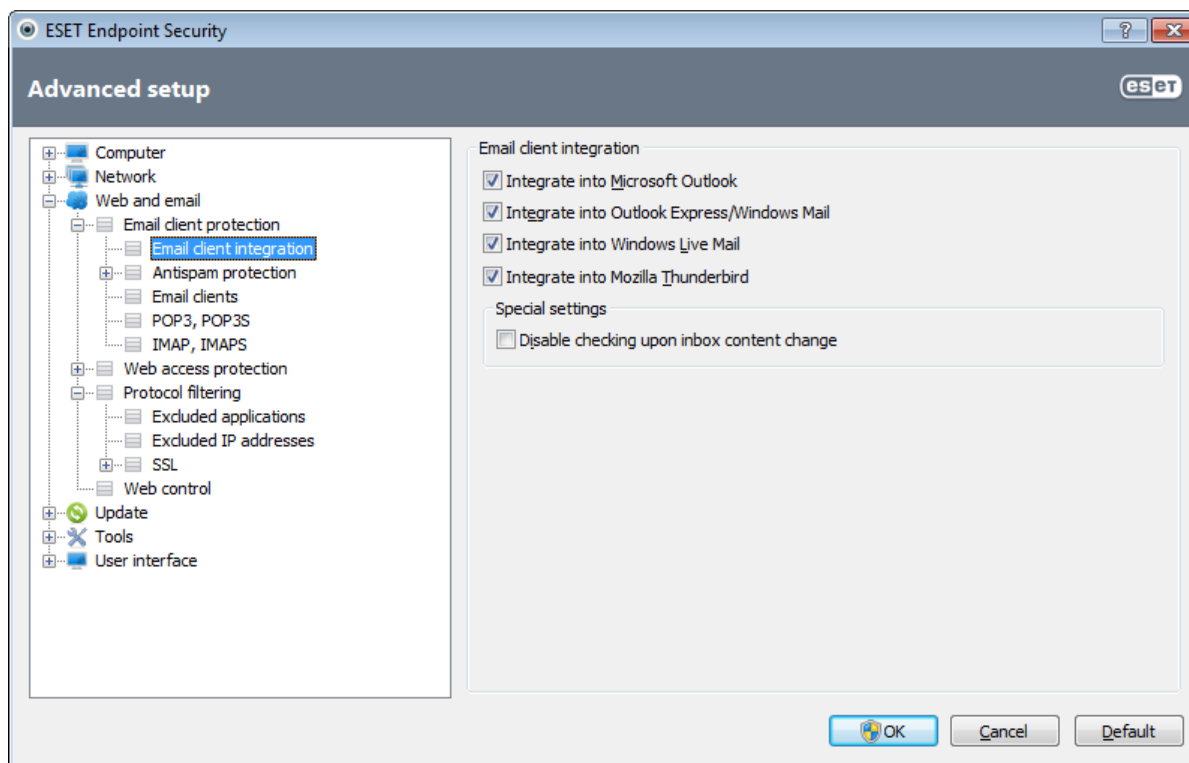 ESET Endpoint Security
?
Advanced setup
eseT
Computer
Network
Web and email
Email client protection
Email client integration
Antispam protection
Email clients
POP3, POP3S
IMAP, IMAPS
Web access protection
Protocol filtering
Excluded applications
Excluded IP addresses
SSL
Web control
Update
Tools
User interface
Email client integration
Integrate into Microsoft Outlook
Integrate into Outlook Express/Windows Mail
Integrate into Windows Live Mail
Integrate into Mozilla Thunderbird
Special settings
Disable checking upon inbox content change
OK
Cancel
Default